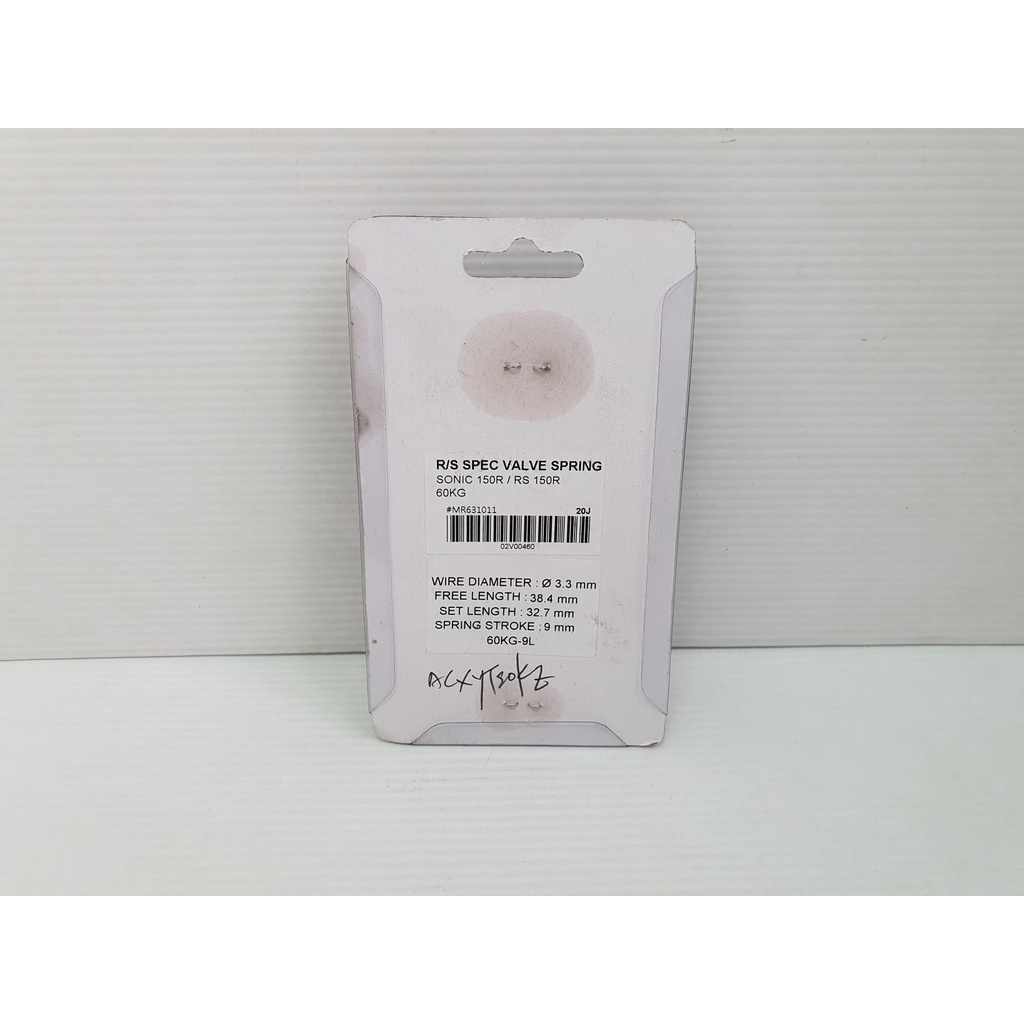 R/S SPEC VALVE SPRING
SONIC 150R / RS 150R
60KG
#MR631011 20J
02V00460
WIRE DIAMETER : Ø 3.3 mm
FREE LENGTH : 38.4 mm
SET LENGTH : 32.7 mm
SPRING STROKE : 9 mm
60KG-9L